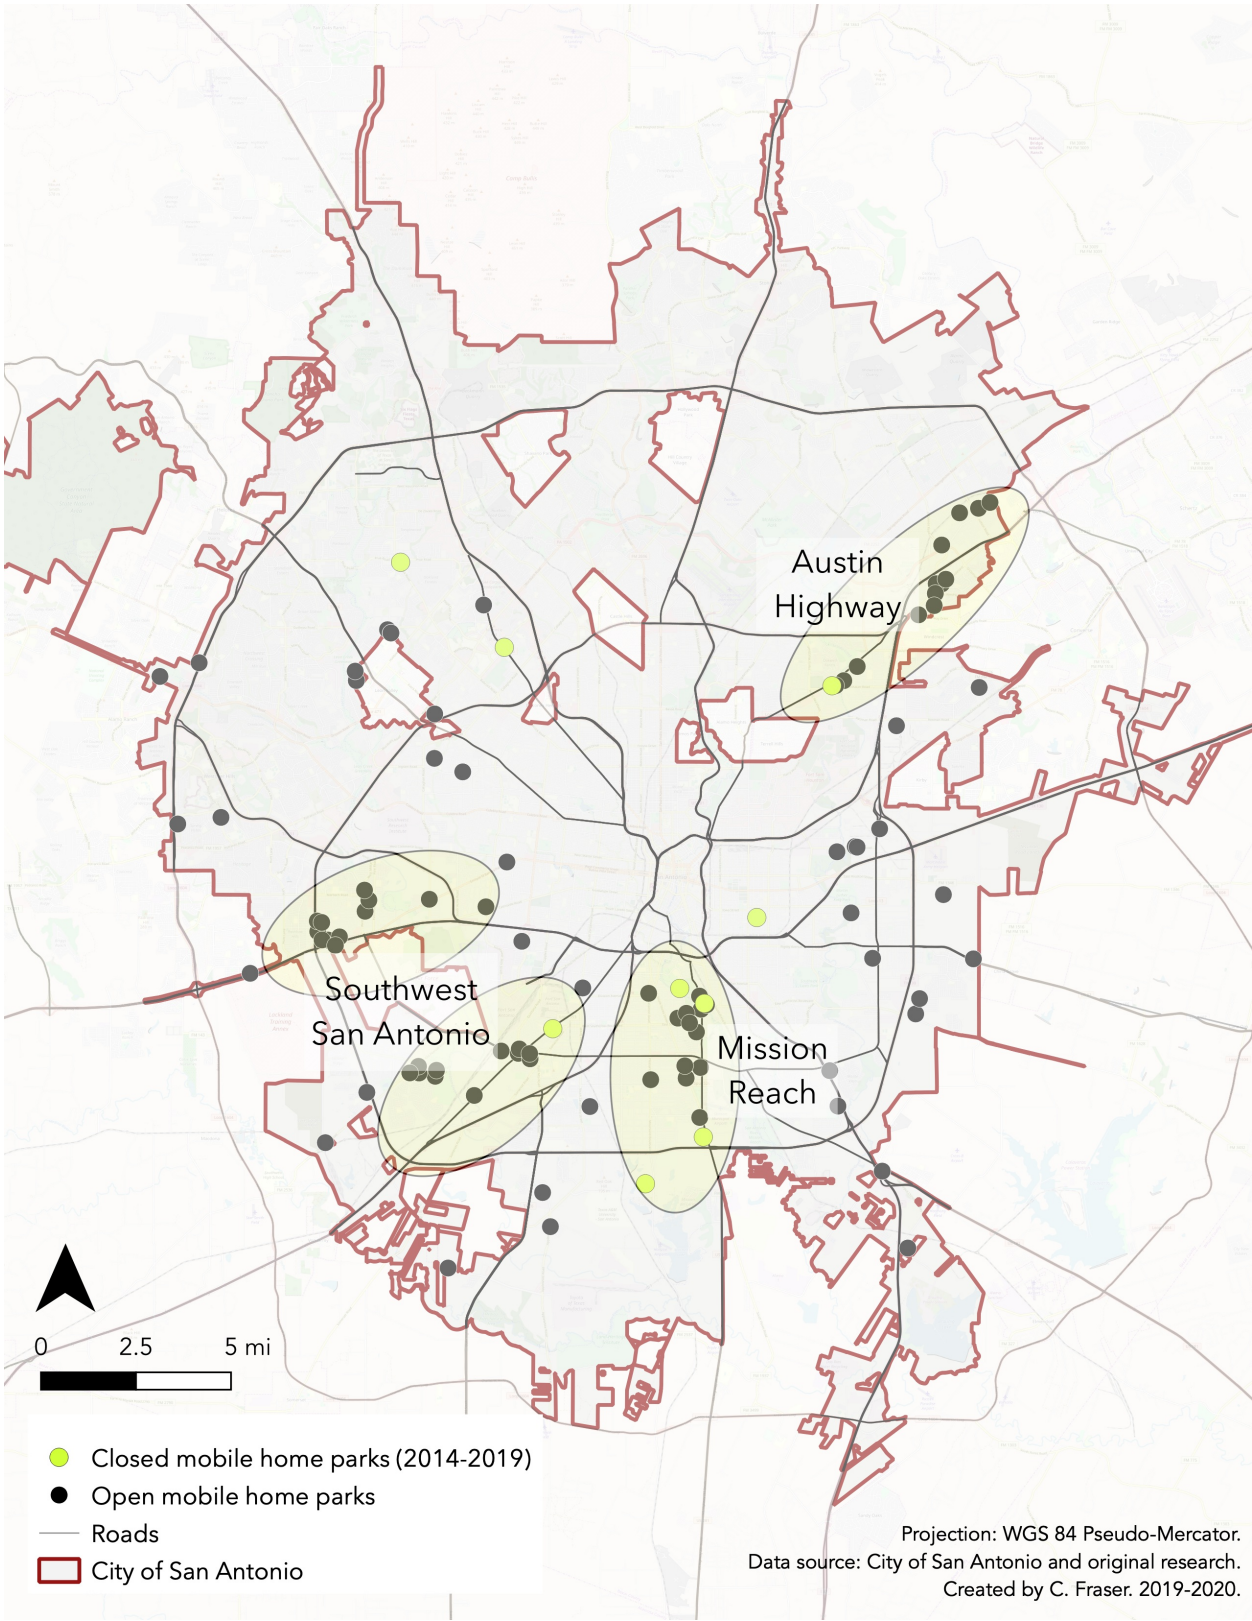 Austin
Highway
Southwest
San Antonio
Mission
Reach
0 2.5 5 mi
Closed mobile home parks (2014-2019)
Open mobile home parks
Roads
City of San Antonio
Projection: WGS 84 Pseudo-Mercator.
Data source: City of San Antonio and original research.
Created by C. Fraser. 2019-2020.